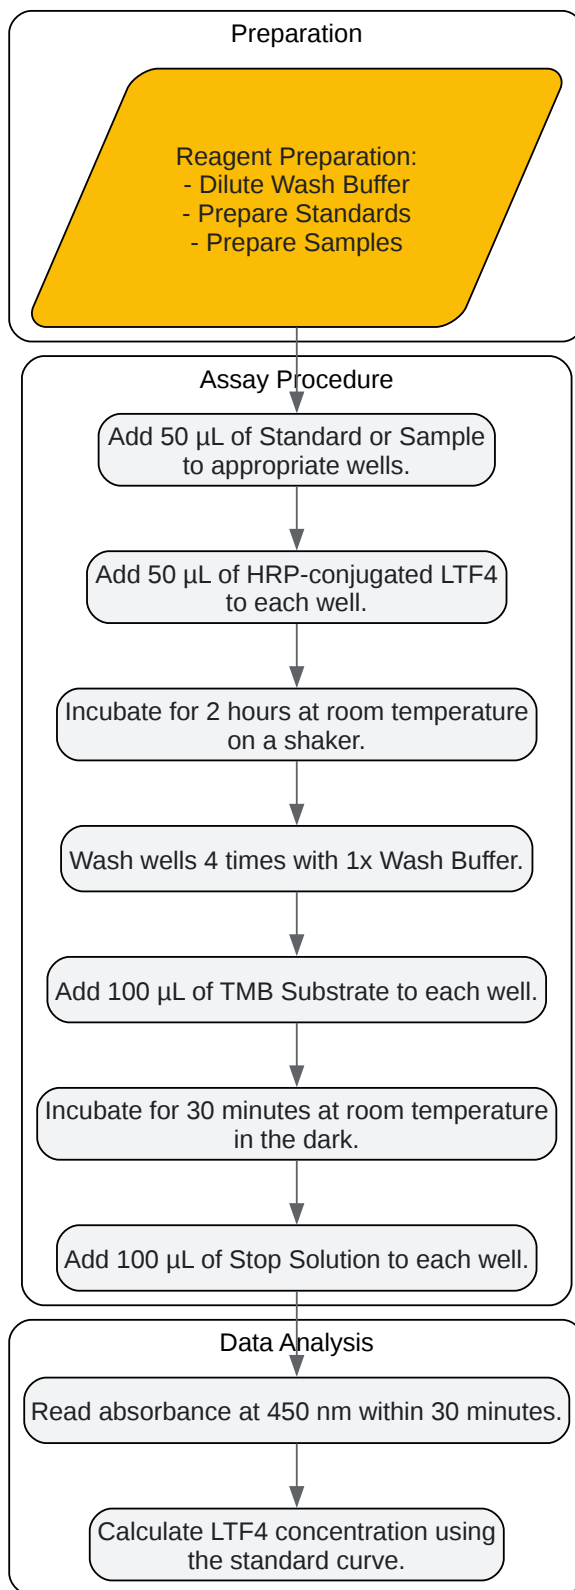 Preparation
Reagent Preparation:
- Dilute Wash Buffer
- Prepare Standards
- Prepare Samples
Assay Procedure
Add 50 µL of Standard or Sample
to appropriate wells.
Add 50 µL of HRP-conjugated LTF4
to each well.
Incubate for 2 hours at room temperature
on a shaker.
Wash wells 4 times with 1x Wash Buffer.
Add 100 µL of TMB Substrate to each well.
Incubate for 30 minutes at room temperature
in the dark.
Add 100 µL of Stop Solution to each well.
Data Analysis
Read absorbance at 450 nm within 30 minutes.
Calculate LTF4 concentration using
the standard curve.